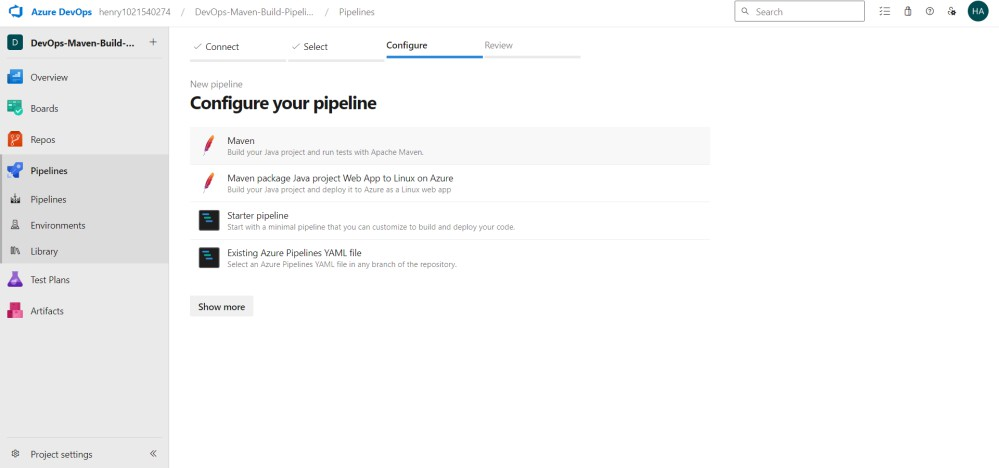 Azure DevOps henry1021540274 / DevOps-Maven-Build-Pipeli... / Pipelines
Search
HA
D DevOps-Maven-Build-... +
Overview
Boards
Repos
Pipelines
Pipelines
Environments
Library
Test Plans
Artifacts
Project settings
Connect
Select
Configure
Review
New pipeline
Configure your pipeline
Maven
Build your Java project and run tests with Apache Maven.
Maven package Java project Web App to Linux on Azure
Build your Java project and deploy it to Azure as a Linux web app
Starter pipeline
Start with a minimal pipeline that you can customize to build and deploy your code.
Existing Azure Pipelines YAML file
Select an Azure Pipelines YAML file in any branch of the repository.
Show more